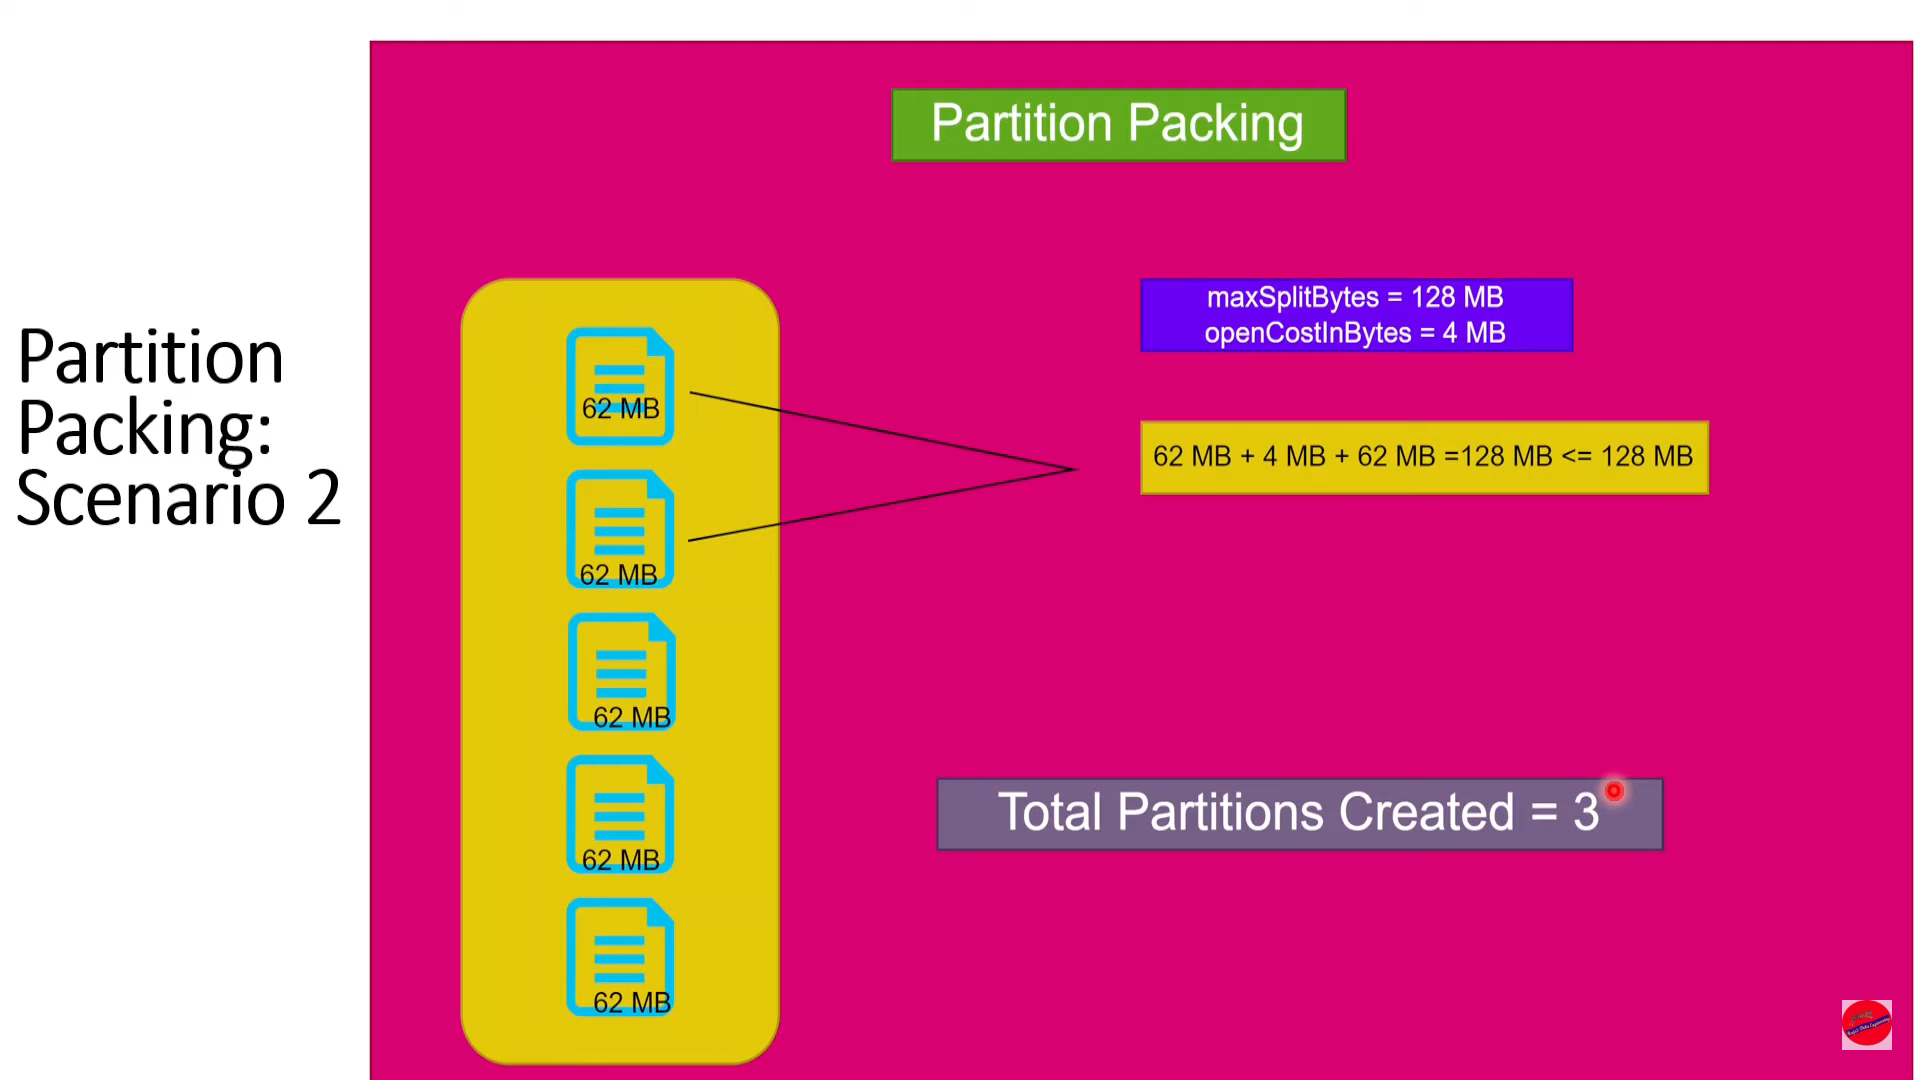 Partition Packing
Partition
Packing:
Scenario 2
maxSplitBytes = 128 MB
openCostInBytes = 4 MB
62 MB
62 MB + 4 MB + 62 MB =128 MB <= 128 MB
62 MB
62 MB
Total Partitions Created = 3
62 MB
62 MB